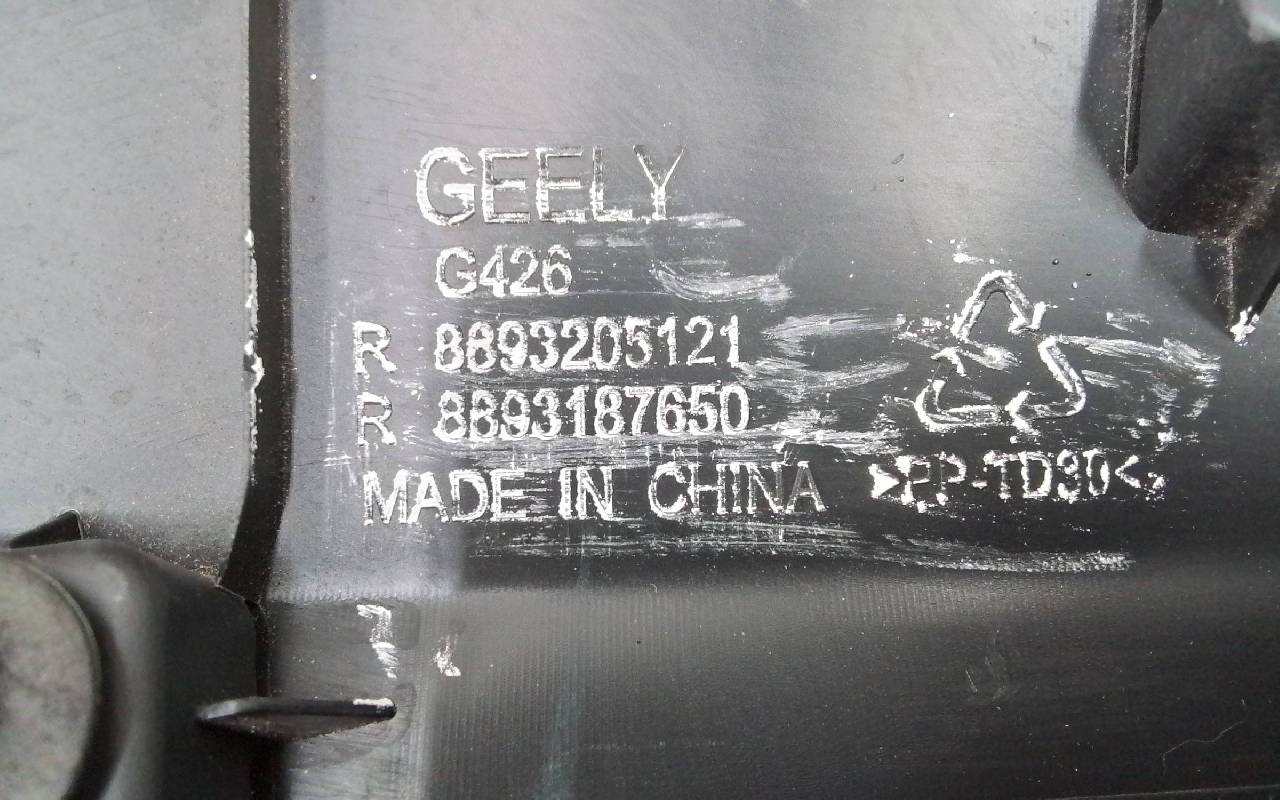 GEELY
G426
R 8893205121
R 8893187650
MADE IN CHINA
>PP-TD30<